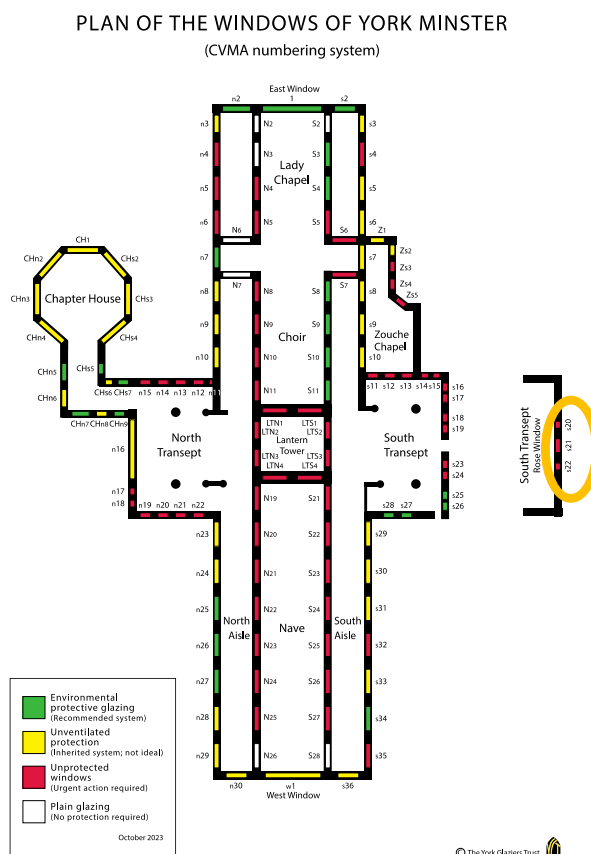 PLAN OF THE WINDOWS OF YORK MINSTER
(CVMA numbering system)
East Window
n2 1 s2
n3 N2 S2 s3
n4 N3 S3 s4
Lady
Chapel
n5 N4 S4 s5
n6 N5 S5 s6
N6 S6 Z1
CH1
CHn2 CHs2
n7 s7 Zs2
Zs3
N7 S7 Zs4
Zs5
CHn3 Chapter House CHs3
n8 N8 S8 s8
CHn4 CHs4
n9 N9 S9 s9
Choir
Zouche
Chapel
n10 N10 S10 s10
CHn5 CHs5
CHn6 CHs6 CHs7 n15 n14 n13 n12 n11
N11 S11
s11 s12 s13 s14 s15
s16
s17
s18
s19
CHn7 CHn8 CHn9
LTN1 LTS1
LTN2 LTS2
Lantern
Tower
LTN3 LTS3
LTN4 LTS4
n16
North
Transept
South
Transept
South Transept
Rose Window
s20
s21
s22
s23
s24
s25
s26
n17
n18
n19 n20 n21 n22
N19 S21
s28 s27
n23 N20 S22 s29
n24 N21 S23 s30
n25 N22 S24 s31
North
Aisle
Nave
South
Aisle
n26 N23 S25 s32
n27 N24 S26 s33
n28 N25 S27 s34
n29 N26 S28 s35
n30 w1 s36
West Window
Environmental
protective glazing
(Recommended system)
Unventilated
protection
(Inherited system; not ideal)
Unprotected
windows
(Urgent action required)
Plain glazing
(No protection required)
October 2023
© The York Glaziers Trust